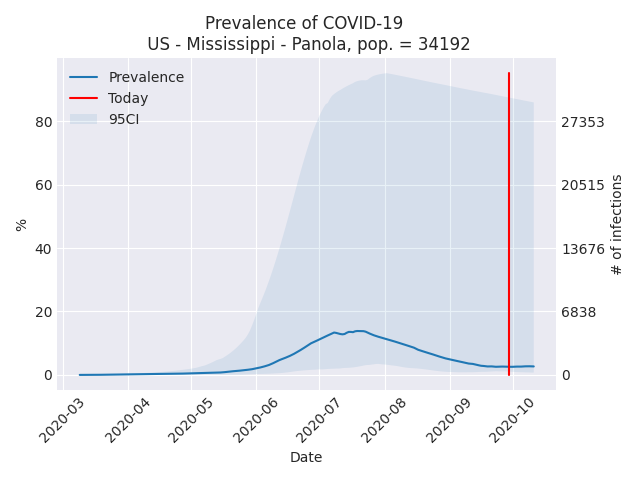 Prevalence of COVID-19
US - Mississippi - Panola, pop. = 34192
Prevalence
Today
95CI
80
60
40
20
0
%
27353
20515
13676
6838
0
# of infections
2020-03
2020-04
2020-05
2020-06
2020-07
2020-08
2020-09
2020-10
Date